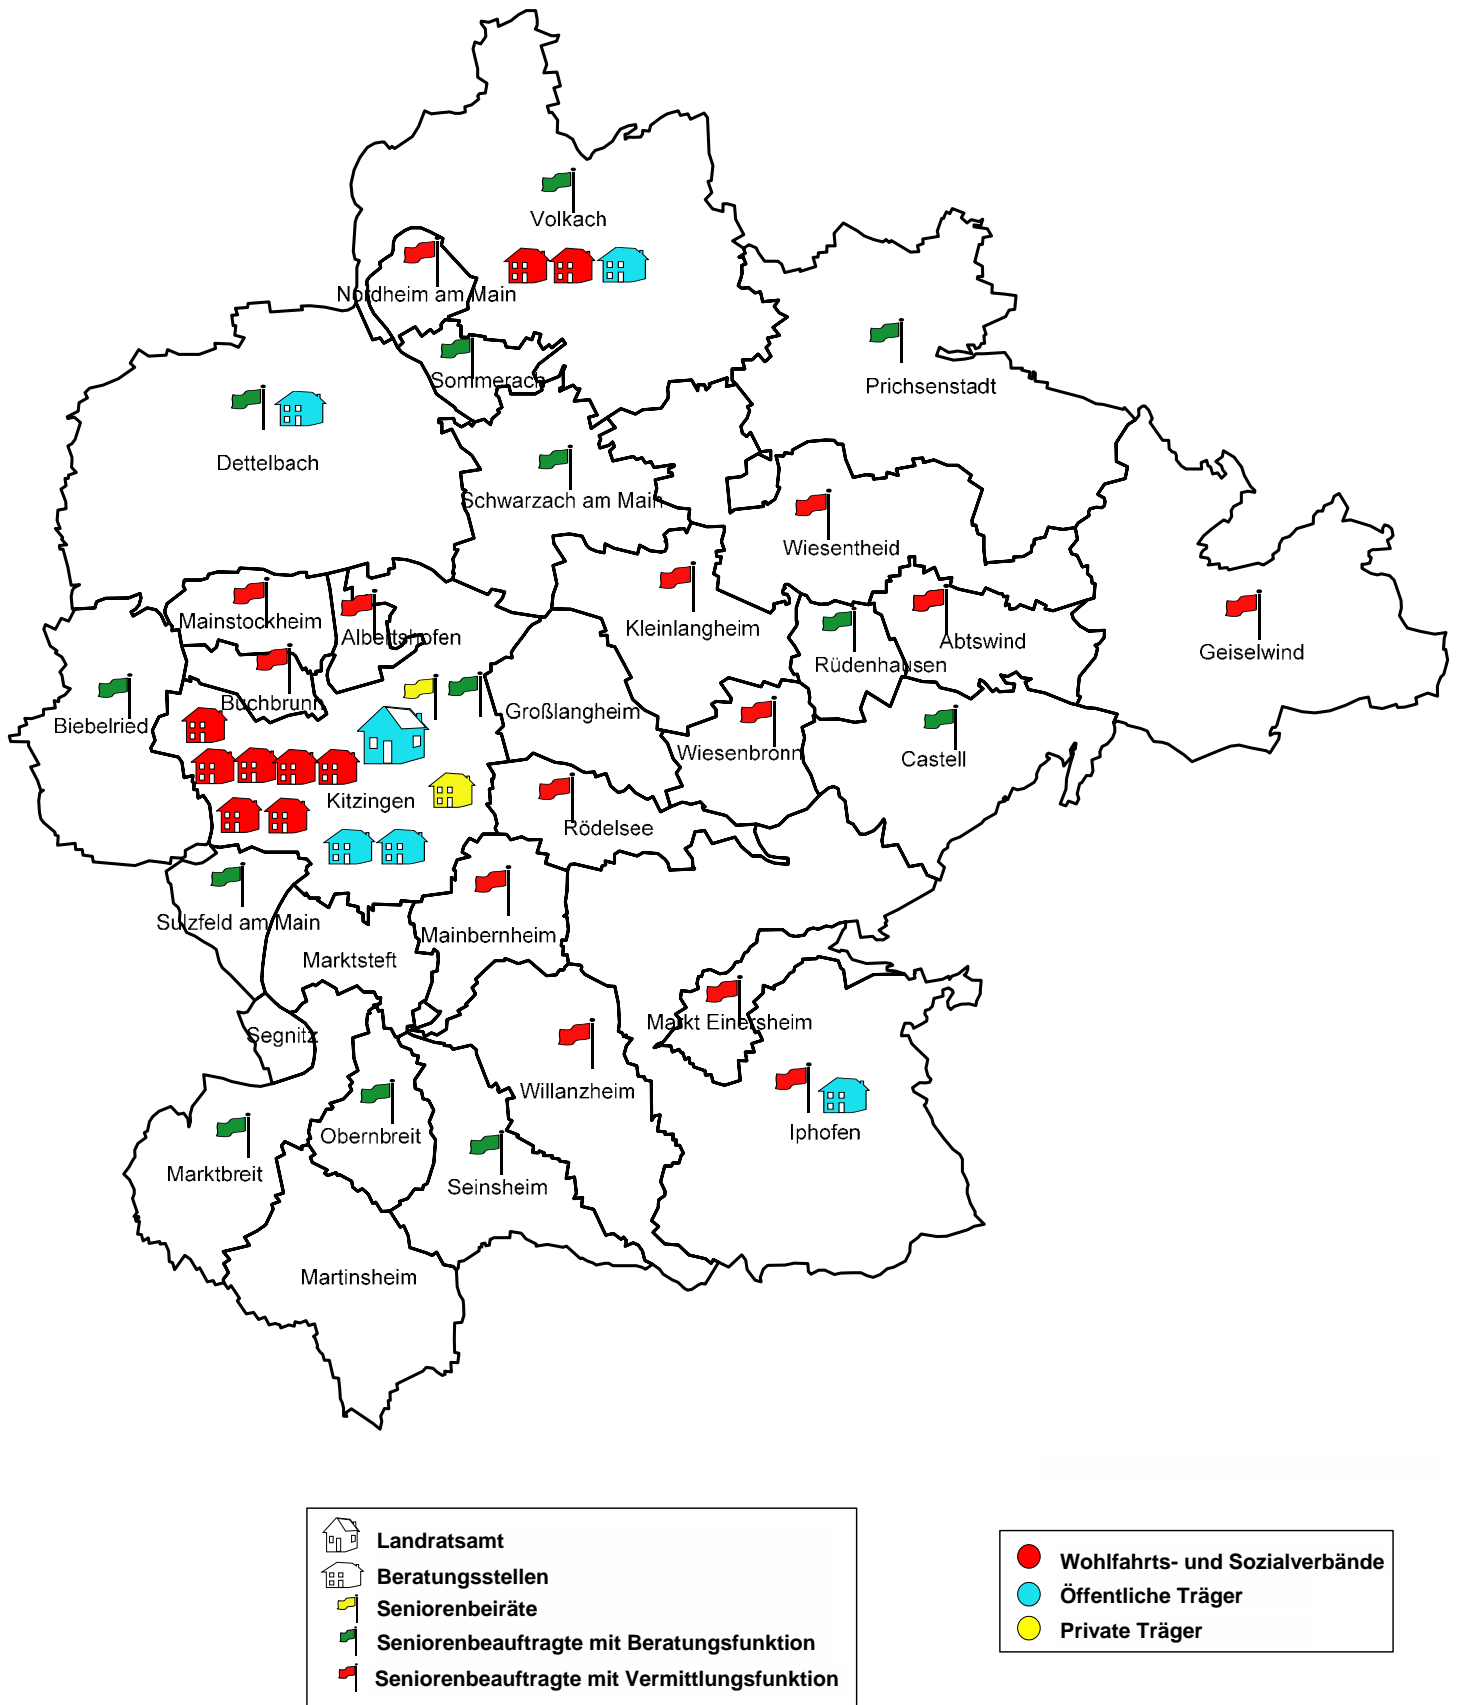 Volkach
Nordheim am Main
Sommerach
Prichsenstadt
Dettelbach
Schwarzach am Main
Wiesentheid
Mainstockheim
Albertshofen
Kleinlangheim
Rüdenhausen
Abtswind
Geiselwind
Buchbrunn
Biebelried
Großlangheim
Wiesenbronn
Castell
Kitzingen
Rödelsee
Sulzfeld am Main
Mainbernheim
Marktsteft
Segnitz
Markt Einersheim
Willanzheim
Iphofen
Obernbreit
Marktbreit
Seinsheim
Martinsheim
Landratsamt
Beratungsstellen
Seniorenbeiräte
Seniorenbeauftragte mit Beratungsfunktion
Seniorenbeauftragte mit Vermittlungsfunktion
Wohlfahrts- und Sozialverbände
Öffentliche Träger
Private Träger